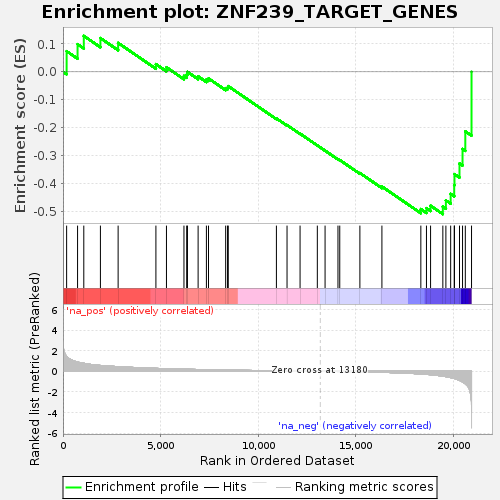 Enrichment plot: ZNF239_TARGET_GENES
Enrichment score (ES)
0.1
0.0
-0.1
-0.2
-0.3
-0.4
-0.5
'na_pos' (positively correlated)
Ranked list metric (PreRanked)
6
4
2
0
-2
-4
-6
Zero cross at 13180
'na_neg' (negatively correlated)
0
5,000
10,000
15,000
20,000
Rank in Ordered Dataset
Enrichment profile
Hits
Ranking metric scores